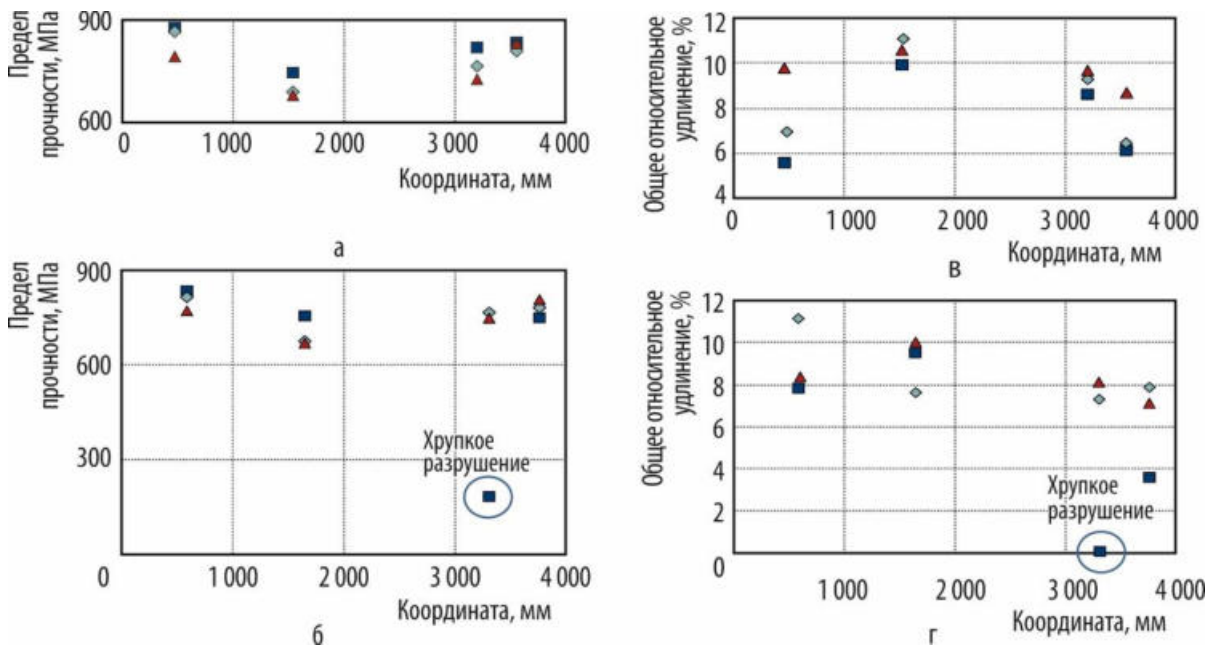 Предел
прочности, МПа
900
600
0
1 000
2 000
3 000
4 000
Координата, мм
а
Общее относительное
удлинение, %
12
10
8
6
4
0
1 000
2 000
3 000
4 000
Координата, мм
в
Предел
прочности, МПа
900
600
300
Хрупкое
разрушение
0
1 000
2 000
3 000
4 000
Координата, мм
б
Общее относительное
удлинение, %
12
10
8
6
4
2
0
Хрупкое
разрушение
1 000
2 000
3 000
4 000
Координата, мм
г